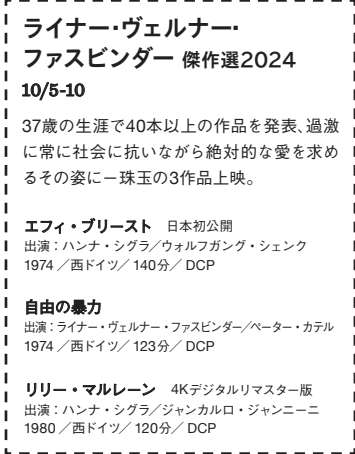 ライナー・ヴェルナー・
ファスビンダー 傑作選2024
10/5-10
37歳の生涯で40本以上の作品を発表、過激
に常に社会に抗いながら絶対的な愛を求め
るその姿に－珠玉の3作品上映。
エフィ・ブリースト 日本初公開
出演：ハンナ・シグラ／ウォルフガング・シェンク
1974／西ドイツ／140分／DCP
自由の暴力
出演：ライナー・ヴェルナー・ファスビンダー／ペーター・カテル
1974／西ドイツ／123分／DCP
リリー・マルレーン 4Kデジタルリマスター版
出演：ハンナ・シグラ／ジャンカルロ・ジャンニーニ
1980／西ドイツ／120分／DCP